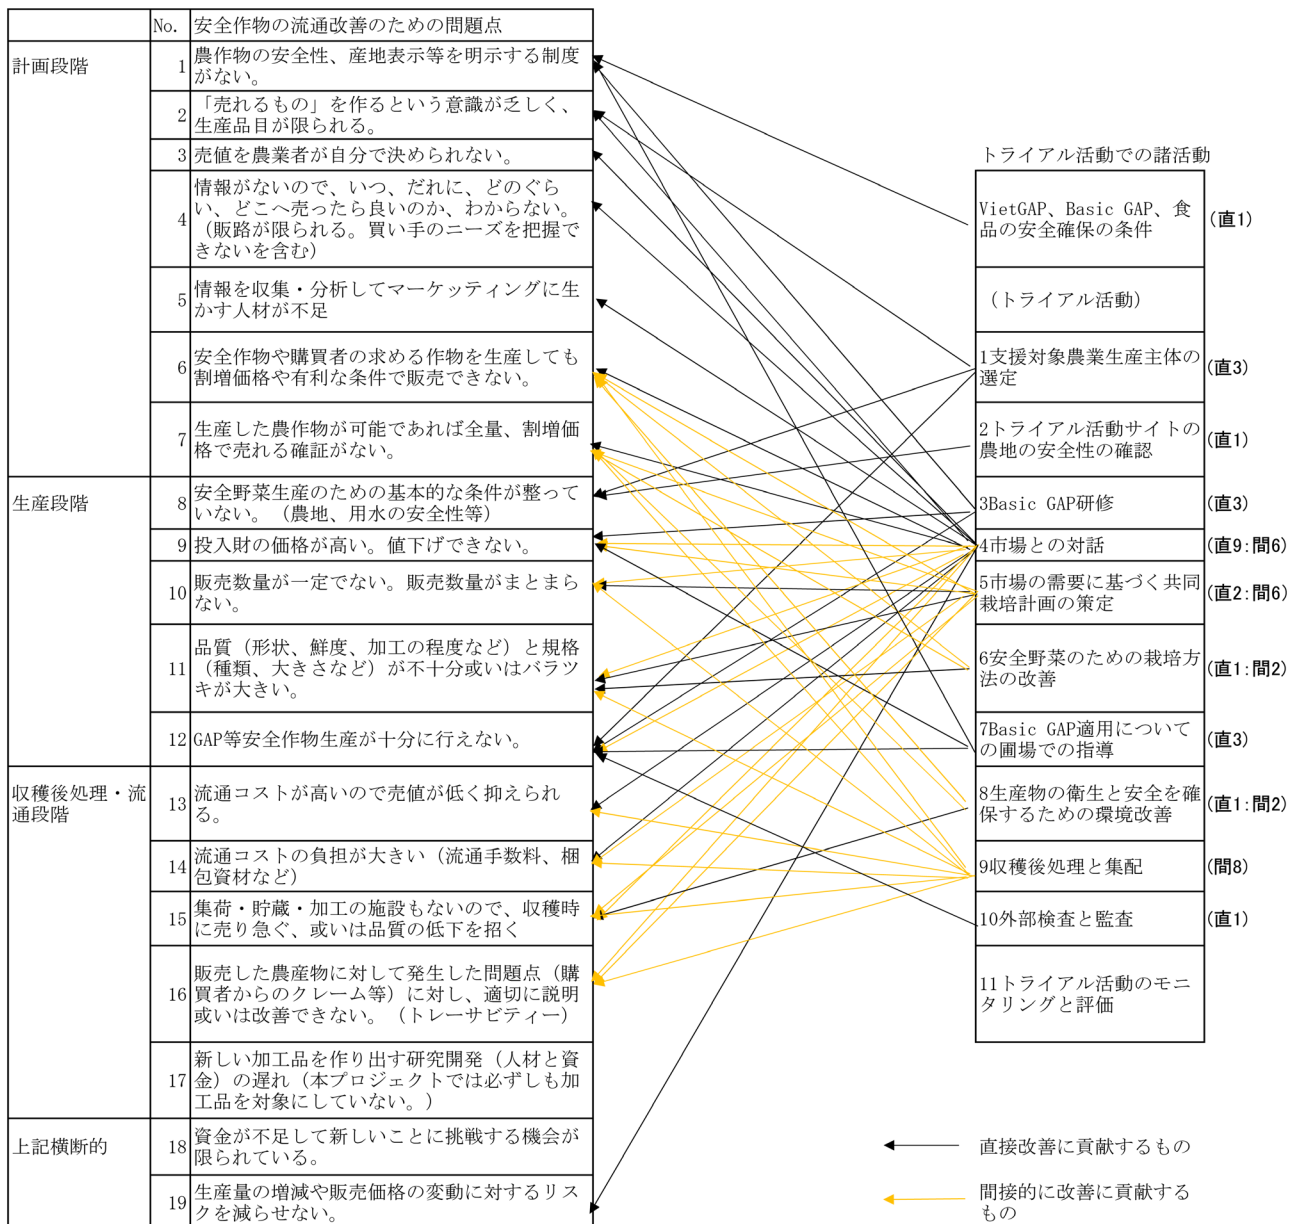 No. 安全作物の流通改善のための問題点
計画段階
1 農作物の安全性、産地表示等を明示する制度
がない。
2 「売れるもの」を作るという意識が乏しく、
生産品目が限られる。
3 売値を農業者が自分で決められない。
4 情報がないので、いつ、だれに、どのぐら
い、どこへ売ったら良いのか、わからない。
（販路が限られる。買い手のニーズを把握で
きないを含む）
5 情報を収集・分析してマーケッティングに生
かす人材が不足
6 安全作物や購買者の求める作物を生産しても
割増価格や有利な条件で販売できない。
7 生産した農作物が可能であれば全量、割増価
格で売れる確証がない。
生産段階
8 安全野菜生産のための基本的な条件が整って
いない。（農地、用水の安全性等）
9 投入財の価格が高い。値下げできない。
10 販売数量が一定でない。販売数量がまとまら
ない。
11 品質（形状、鮮度、加工の程度など）と規格
（種類、大きさなど）が不十分或いはバラツ
キが大きい。
12 GAP等安全作物生産が十分に行えない。
収穫後処理・流
通段階
13 流通コストが高いので売値が低く抑えられ
る。
14 流通コストの負担が大きい（流通手数料、梱
包資材など）
15 集荷・貯蔵・加工の施設もないので、収穫時
に売り急ぐ、或いは品質の低下を招く
16 販売した農産物に対して発生した問題点（購
買者からのクレーム等）に対し、適切に説明
或いは改善できない。（トレーサビティー）
17 新しい加工品を作り出す研究開発（人材と資
金）の遅れ（本プロジェクトでは必ずしも加
工品を対象にしていない。）
上記横断的
18 資金が不足して新しいことに挑戦する機会が
限られている。
19 生産量の増減や販売価格の変動に対するリス
クを減らせない。
トライアル活動での諸活動
VietGAP、Basic GAP、食
品の安全確保の条件
(直1)
（トライアル活動）
1支援対象農業生産主体の
選定
(直3)
2トライアル活動サイトの
農地の安全性の確認
(直1)
3Basic GAP研修
(直3)
4市場との対話
(直9:間6)
5市場の需要に基づく共同
栽培計画の策定
(直2:間6)
6安全野菜のための栽培方
法の改善
(直1:間2)
7Basic GAP適用について
の圃場での指導
(直3)
8生産物の衛生と安全を確
保するための環境改善
(直1:間2)
9収穫後処理と集配
(間8)
10外部検査と監査
(直1)
11トライアル活動のモニ
タリングと評価
直接改善に貢献するもの
間接的に改善に貢献する
もの